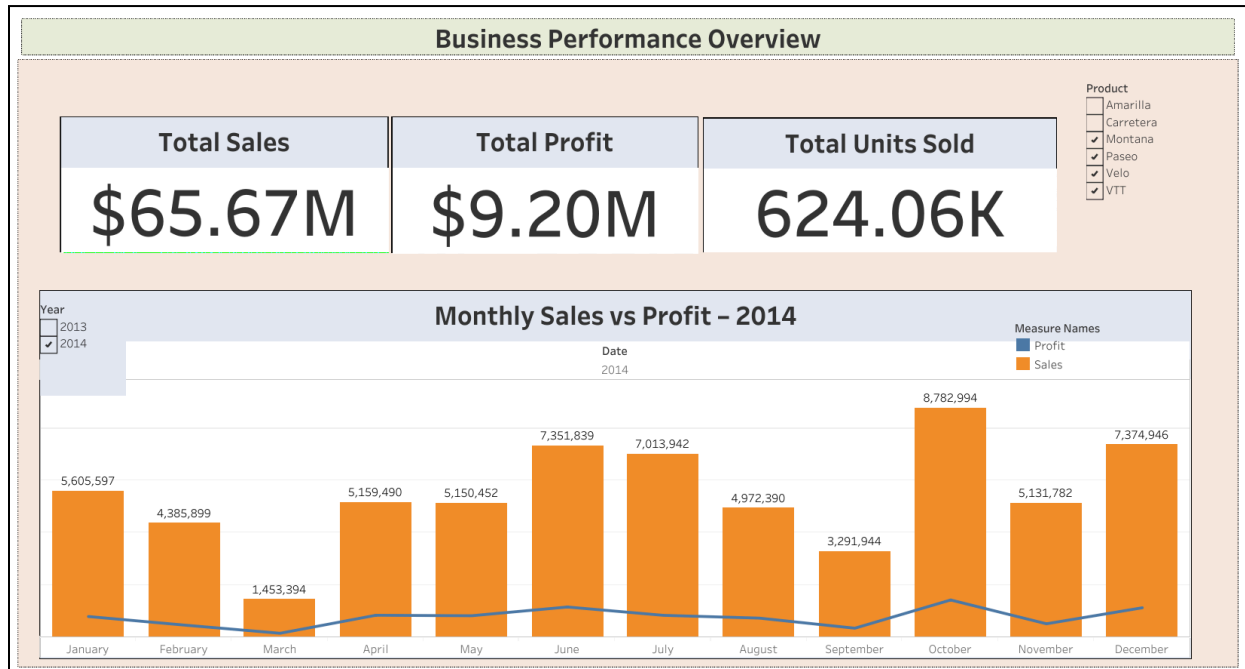 Business Performance Overview
Product
Amarilla
Carretera
Montana
Paseo
Velo
VTT
Total Sales
Total Profit
Total Units Sold
$65.67M
$9.20M
624.06K
Year
2013
2014
Monthly Sales vs Profit – 2014
Measure Names
Profit
Sales
Date
2014
5,605,597
4,385,899
1,453,394
5,159,490
5,150,452
7,351,839
7,013,942
4,972,390
3,291,944
8,782,994
5,131,782
7,374,946
January
February
March
April
May
June
July
August
September
October
November
December